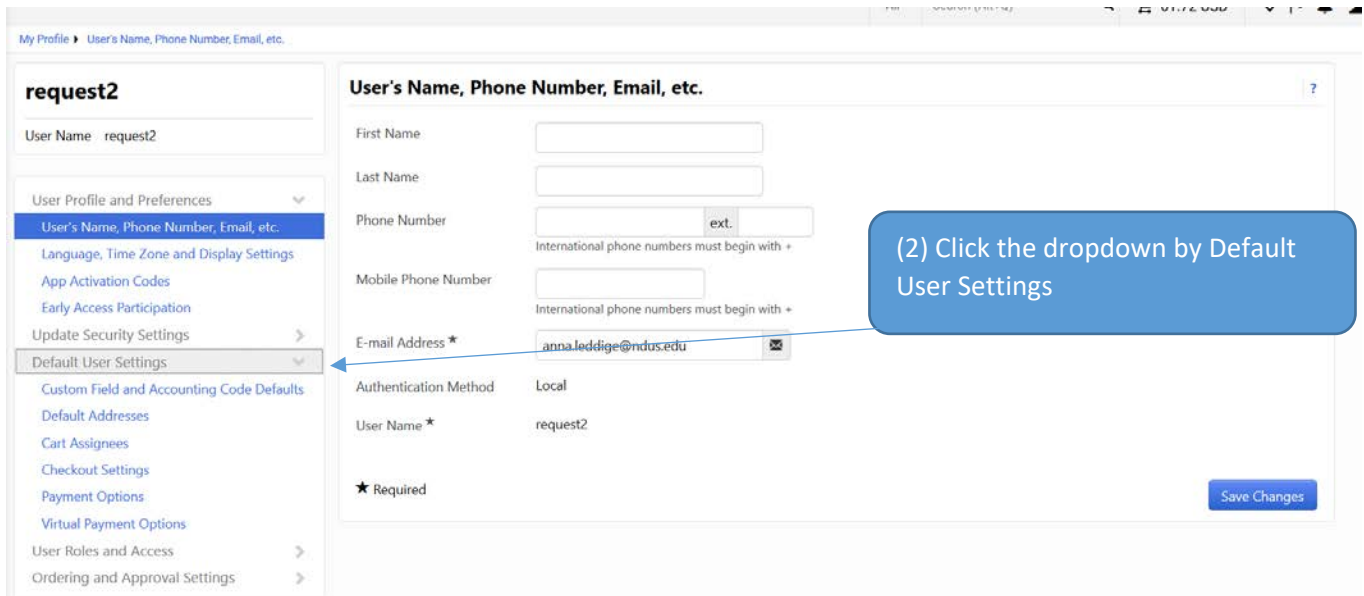 My Profile User's Name, Phone Number, Email, etc.
request2
User Name request2
User Profile and Preferences
User's Name, Phone Number, Email, etc.
Language, Time Zone and Display Settings
App Activation Codes
Early Access Participation
Update Security Settings
Default User Settings
Custom Field and Accounting Code Defaults
Default Addresses
Cart Assignees
Checkout Settings
Payment Options
Virtual Payment Options
User Roles and Access
Ordering and Approval Settings
User's Name, Phone Number, Email, etc. ?
First Name
Last Name
Phone Number ext.
International phone numbers must begin with +
Mobile Phone Number
International phone numbers must begin with +
E-mail Address ★ anna.leddige@ndus.edu
Authentication Method Local
User Name ★ request2
★ Required
Save Changes
(2) Click the dropdown by Default
User Settings